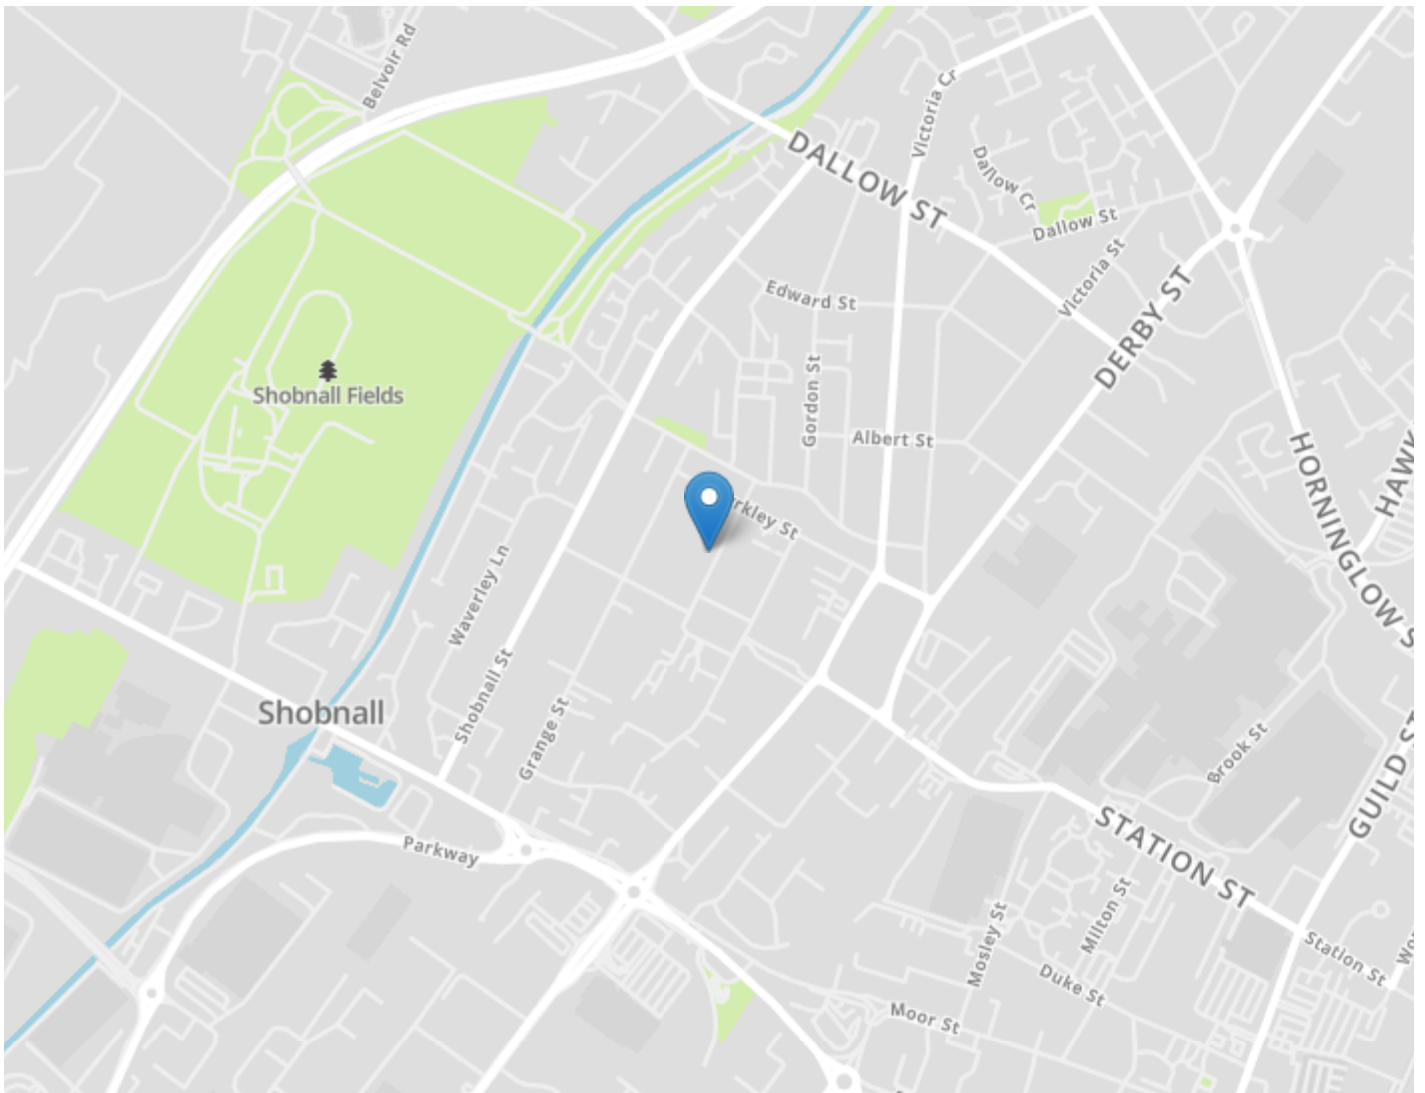 Belvoir Rd
Victoria Cr
DALLOW ST
Dallow Cr
Dallow St
Victoria St
Edward St
DERBY ST
Shobnall Fields
Gordon St
Albert St
HORNINGLOW S
HAWK
rkley St
Waverley Ln
Shobnall St
Shobnall
Grange St
Brook St
GUILD S
Parkway
STATION ST
Milton St
Mosley St
Station St
Duke St
Moor St